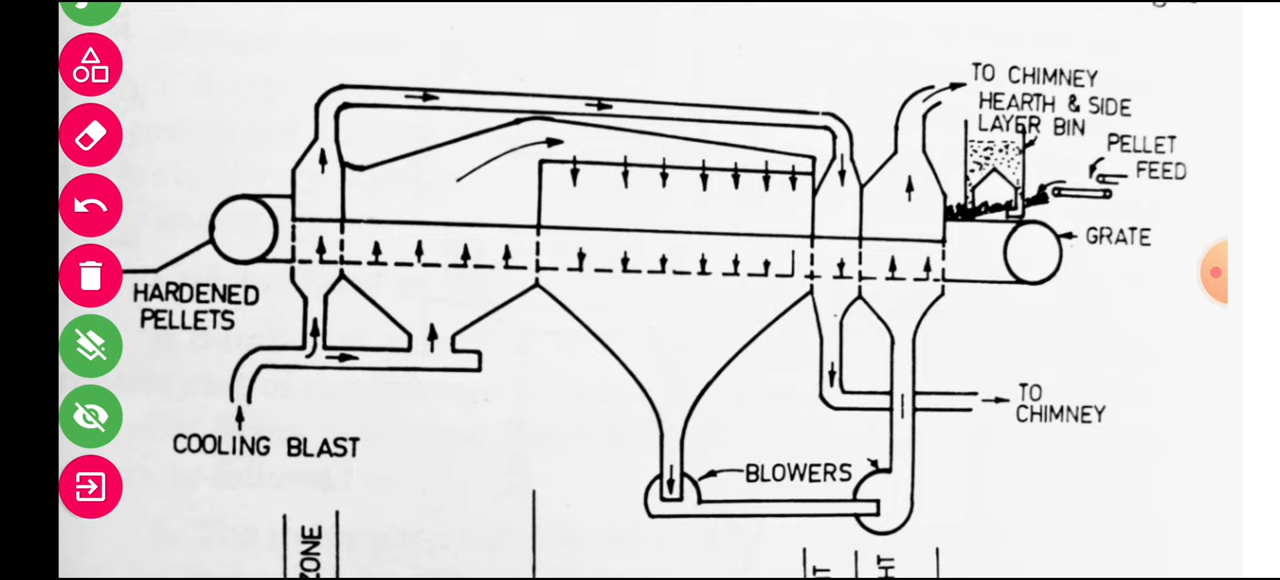 TO CHIMNEY
HEARTH & SIDE
LAYER BIN
PELLET
FEED
GRATE
HARDENED
PELLETS
TO
CHIMNEY
COOLING BLAST
BLOWERS
ZONE